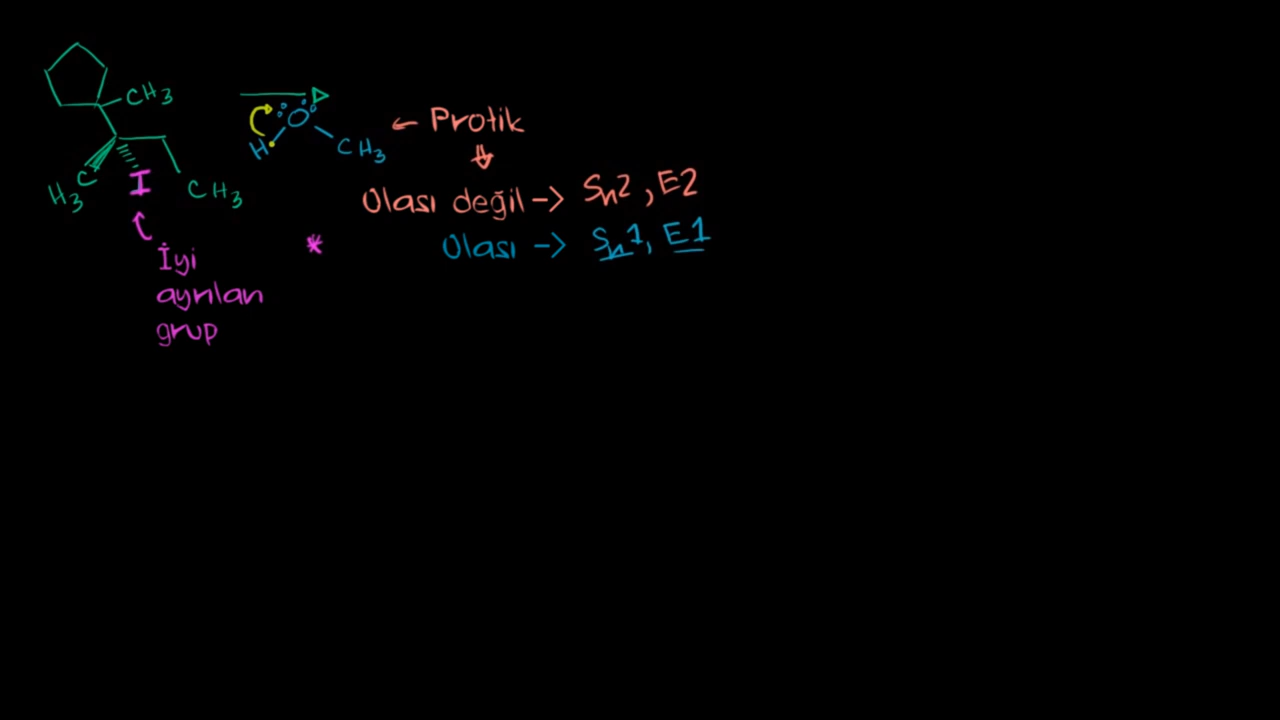 CH3
H3C
I
CH3
H O CH3
← Protik
Olası değil -> Sn2, E2
* Olası -> Sn1, E1
İyi
ayrılan
grup